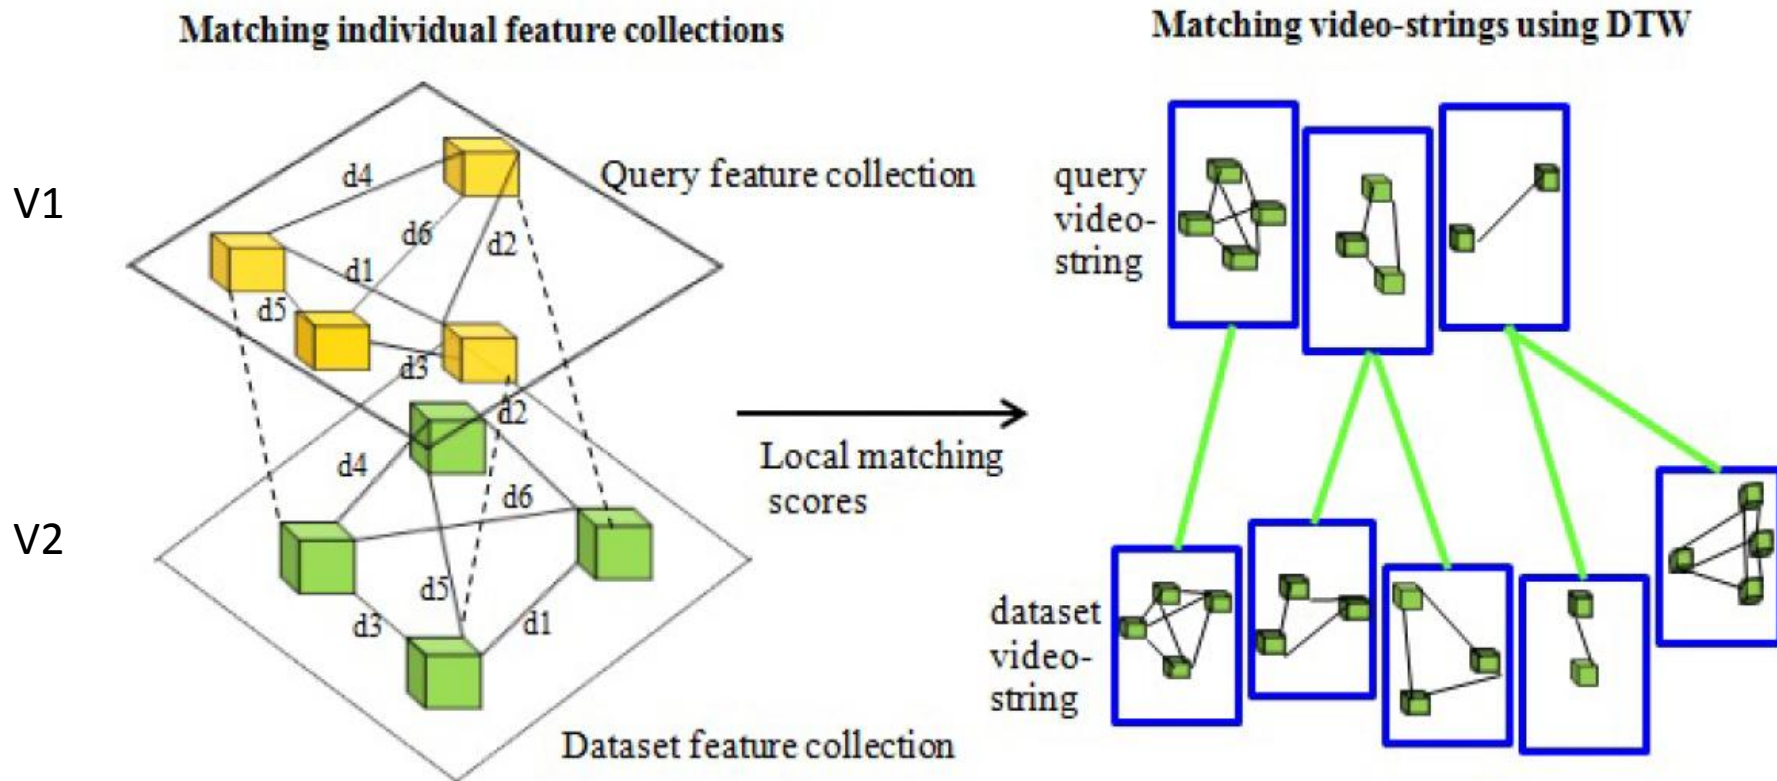 Matching individual feature collections
Matching video-strings using DTW
V1
d4
Query feature collection
d6
d2
d1
d5
d3
query
video-
string
d2
d4
d6
Local matching
scores
V2
d5
d3
d1
dataset
video-
string
Dataset feature collection